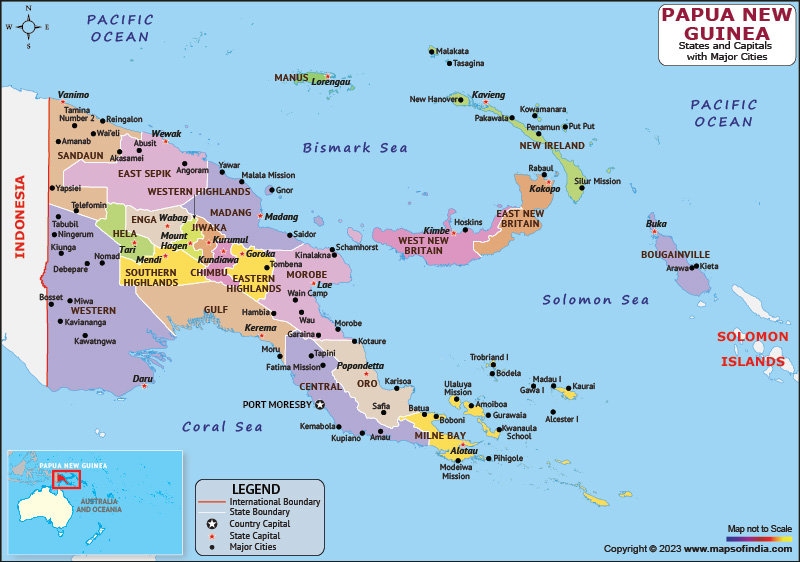 PACIFIC
OCEAN
N
W
E
S
PAPUA NEW
GUINEA
States and Capitals
with Major Cities
PACIFIC
OCEAN
Malakata
Tasagina
MANUS
Lorengau
New Hanover
Kavieng
Kowamanara
Pakawala
Penamun
Put Put
NEW IRELAND
Silur Mission
Rabaul
Kokopo
EAST NEW
BRITAIN
Hoskins
Kimbe
WEST NEW
BRITAIN
Bismark Sea
Vanimo
Tamina
Number 2
Reingalon
Wai'eli
Amanab
SANDAUN
Yapsiei
Telefomin
Wewak
Abusit
Akasamei
Angoram
EAST SEPIK
Yawar
Malala Mission
Gnor
WESTERN HIGHLANDS
MADANG
Madang
Saidor
INDONESIA
Tabubil
Ningerum
Kiunga
Debepare
Nomad
Bosset
Miwa
WESTERN
Kaviananga
Kawatngwa
Daru
ENGA
Wabag
HELA
Tari
Mount
Hagen
JIWAKA
Kurumul
Mendi
Kundiawa
Goroka
SOUTHERN
HIGHLANDS
CHIMBU
EASTERN
HIGHLANDS
Tombena
Kinalakna
Schamhorst
MOROBE
Lae
Wain Camp
Wau
Hambia
GULF
Kerema
Garaina
Morobe
Kotaure
Moru
Tapini
Fatima Mission
Popondetta
ORO
Karisoa
CENTRAL
PORT MORESBY
Safia
Kemabola
Kupiano
Amau
Batua
Boboni
MILNE BAY
Alotau
Modeiwa
Mission
Pihigole
Ulaluya
Mission
Amoiboa
Gurawaia
Kwanaula
School
Trobriand I
Bodela
Madau I
Gawa I
Kaurai
Alcester I
Buka
BOUGAINVILLE
Arawa
Kieta
Solomon Sea
SOLOMON
ISLANDS
Coral Sea
PAPUA NEW GUINEA
AUSTRALIA
AND OCEANIA
LEGEND
International Boundary
State Boundary
Country Capital
State Capital
Major Cities
Map not to Scale
Copyright © 2023 www.mapsofindia.com